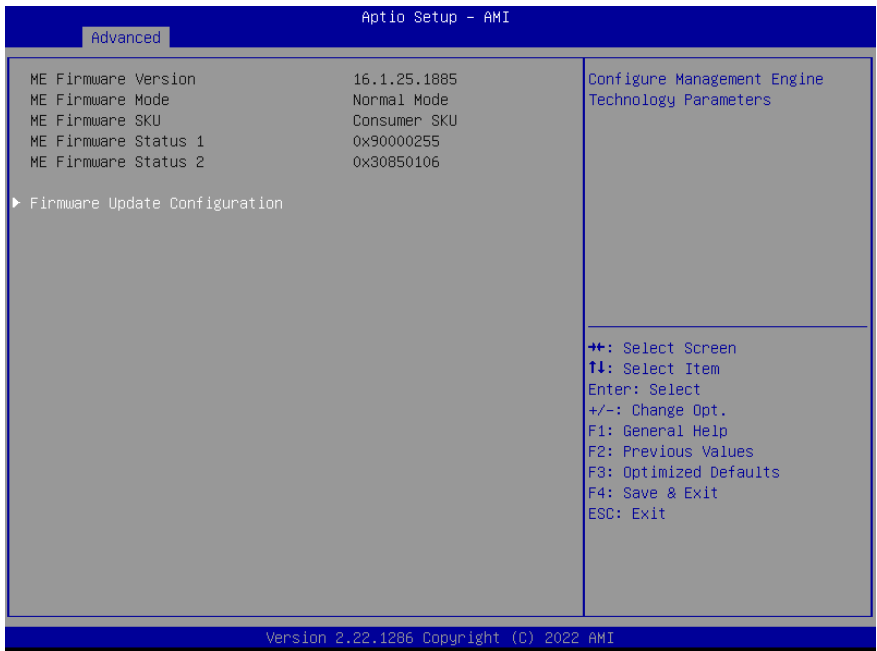 Aptio Setup – AMI
Advanced
ME Firmware Version 16.1.25.1885
ME Firmware Mode Normal Mode
ME Firmware SKU Consumer SKU
ME Firmware Status 1 0x90000255
ME Firmware Status 2 0x30850106
▶ Firmware Update Configuration
Configure Management Engine
Technology Parameters
→←: Select Screen
↑↓: Select Item
Enter: Select
+/-: Change Opt.
F1: General Help
F2: Previous Values
F3: Optimized Defaults
F4: Save & Exit
ESC: Exit
Version 2.22.1286 Copyright (C) 2022 AMI